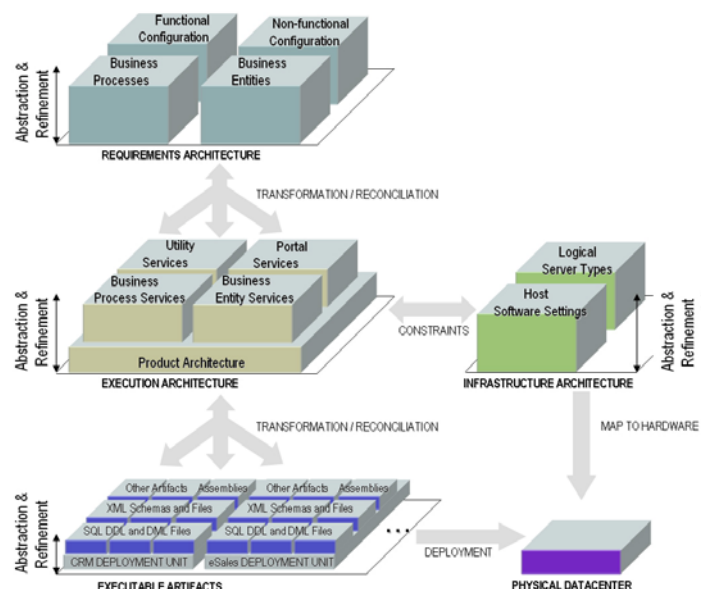 Functional
Configuration
Non-functional
Configuration
Business
Processes
Business
Entities
Abstraction &
Refinement
REQUIREMENTS ARCHITECTURE
TRANSFORMATION / RECONCILIATION
Utility
Services
Portal
Services
Business
Process Services
Business
Entity Services
Product Architecture
Abstraction &
Refinement
EXECUTION ARCHITECTURE
CONSTRAINTS
Logical
Server Types
Host
Software Settings
Abstraction &
Refinement
INFRASTRUCTURE ARCHITECTURE
TRANSFORMATION / RECONCILIATION
MAP TO HARDWARE
Other Artifacts
Assemblies
Other Artifacts
Assemblies
XML Schemas and Files
XML Schemas and Files
SQL DDL and DML Files
SQL DDL and DML Files
CRM DEPLOYMENT UNIT
eSales DEPLOYMENT UNIT
Abstraction &
Refinement
...
DEPLOYMENT
EXECUTABLE ARTIFACTS
PHYSICAL DATACENTER